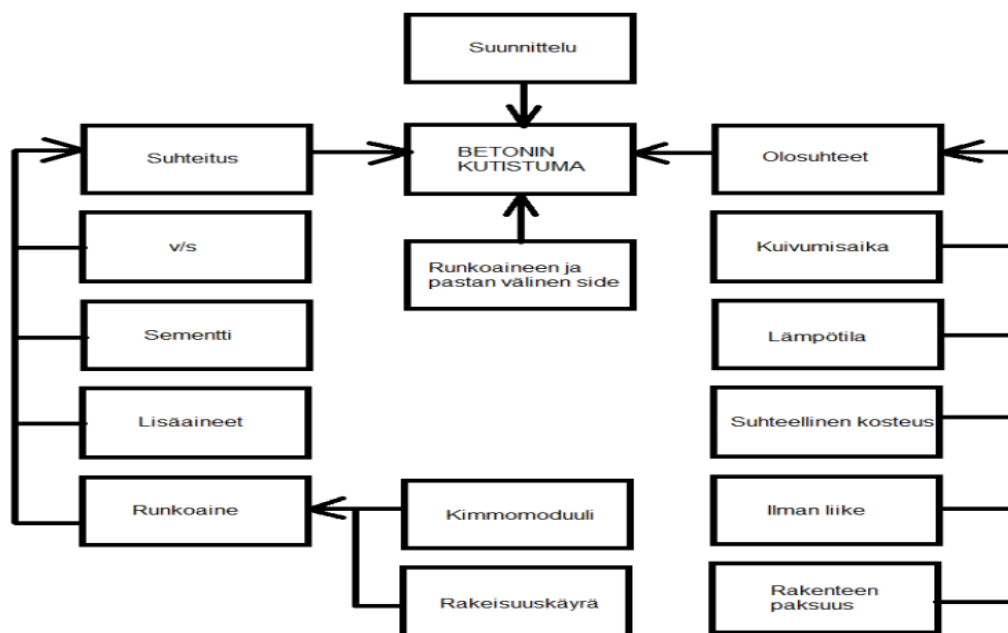 Suunnittelu
Suhteitus
BETONIN
KUTISTUMA
Olosuhteet
v/s
Runkoaineen ja
pastan välinen side
Kuivumisaika
Sementti
Lämpötila
Lisäaineet
Suhteellinen kosteus
Runkoaine
Kimmomoduuli
Ilman liike
Rakeisuuskäyrä
Rakenteen
paksuus